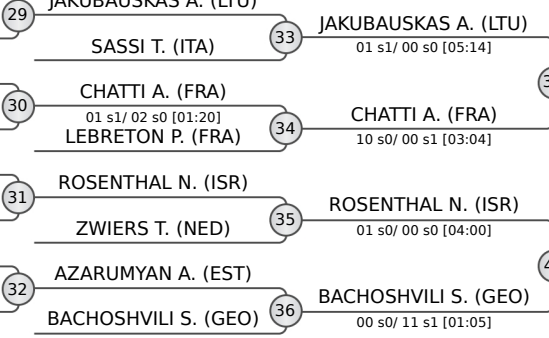 29
JAKUBAUSKAS A. (LTU)
SASSI T. (ITA)
33
JAKUBAUSKAS A. (LTU)
01 s1/ 00 s0 [05:14]
30
CHATTI A. (FRA)
01 s1/ 02 s0 [01:20]
LEBRETON P. (FRA)
34
CHATTI A. (FRA)
10 s0/ 00 s1 [03:04]
31
ROSENTHAL N. (ISR)
ZWIERS T. (NED)
35
ROSENTHAL N. (ISR)
01 s0/ 00 s0 [04:00]
32
AZARUMYAN A. (EST)
BACHOSHVILI S. (GEO)
36
BACHOSHVILI S. (GEO)
00 s0/ 11 s1 [01:05]